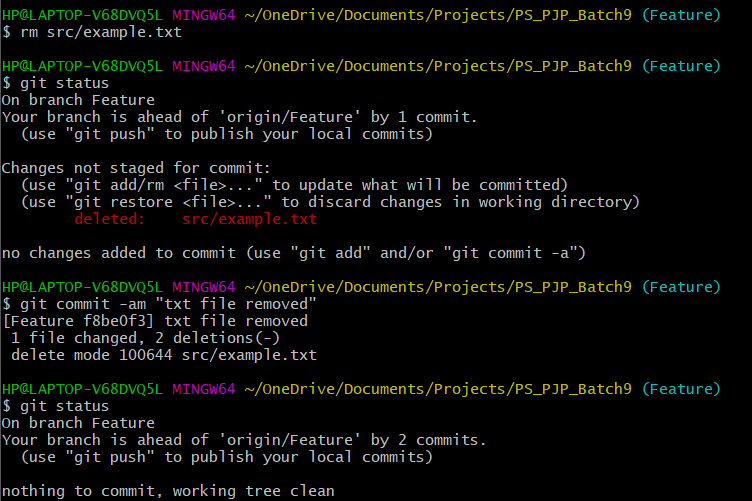 HP@LAPTOP-V68DVQ5L MINGW64 ~/OneDrive/Documents/Projects/PS_PJP_Batch9 (Feature)
$ rm src/example.txt
HP@LAPTOP-V68DVQ5L MINGW64 ~/OneDrive/Documents/Projects/PS_PJP_Batch9 (Feature)
$ git status
On branch Feature
Your branch is ahead of 'origin/Feature' by 1 commit.
  (use "git push" to publish your local commits)
Changes not staged for commit:
  (use "git add/rm <file>..." to update what will be committed)
  (use "git restore <file>..." to discard changes in working directory)
        deleted:    src/example.txt
no changes added to commit (use "git add" and/or "git commit -a")
HP@LAPTOP-V68DVQ5L MINGW64 ~/OneDrive/Documents/Projects/PS_PJP_Batch9 (Feature)
$ git commit -am "txt file removed"
[Feature f8be0f3] txt file removed
 1 file changed, 2 deletions(-)
 delete mode 100644 src/example.txt
HP@LAPTOP-V68DVQ5L MINGW64 ~/OneDrive/Documents/Projects/PS_PJP_Batch9 (Feature)
$ git status
On branch Feature
Your branch is ahead of 'origin/Feature' by 2 commits.
  (use "git push" to publish your local commits)
nothing to commit, working tree clean